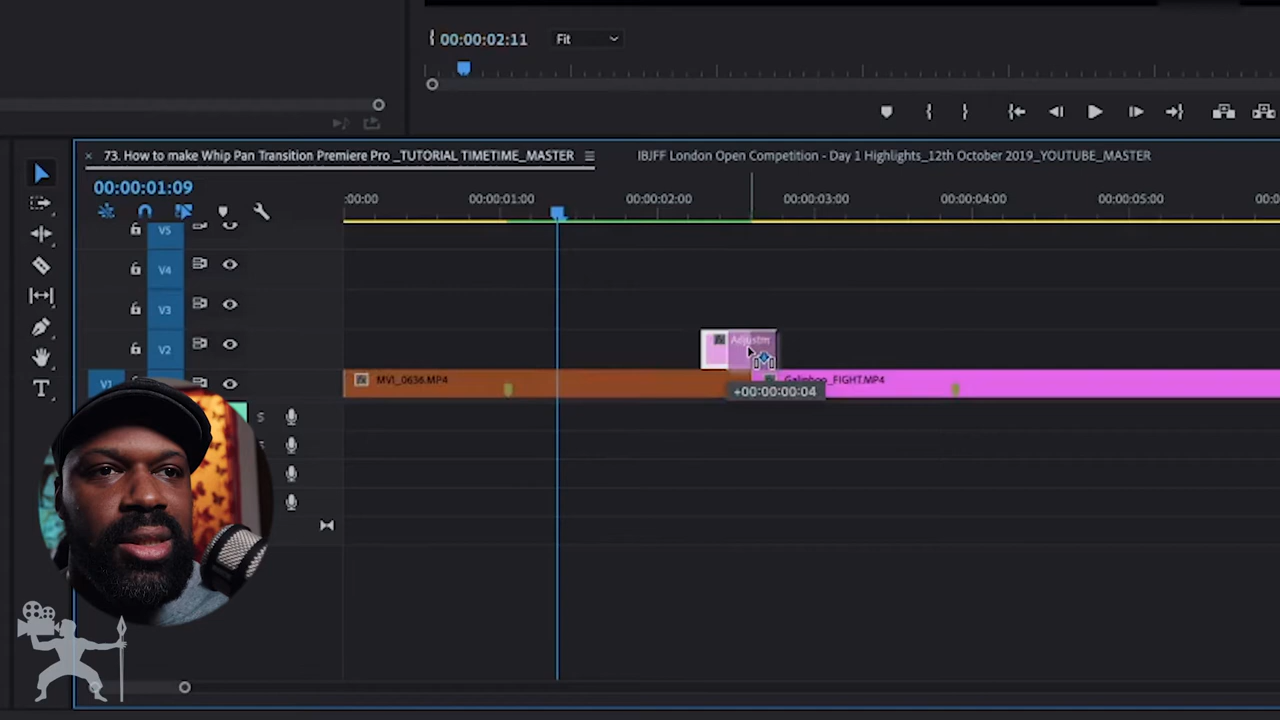 00:00:02:11 Fit
73. How to make Whip Pan Transition Premiere Pro _TUTORIAL TIMETIME_MASTER IBJFF London Open Competition - Day 1 Highlights_12th October 2019_YOUTUBE_MASTER
00:00:01:09
:00:00 00:00:01:00 00:00:02:00 00:00:03:00 00:00:04:00 00:00:05:00 00:0
V5
V4
V3
V2 Adjustm
V1 MVI_0636.MP4 _FIGHT.MP4
+00:00:00:04
S